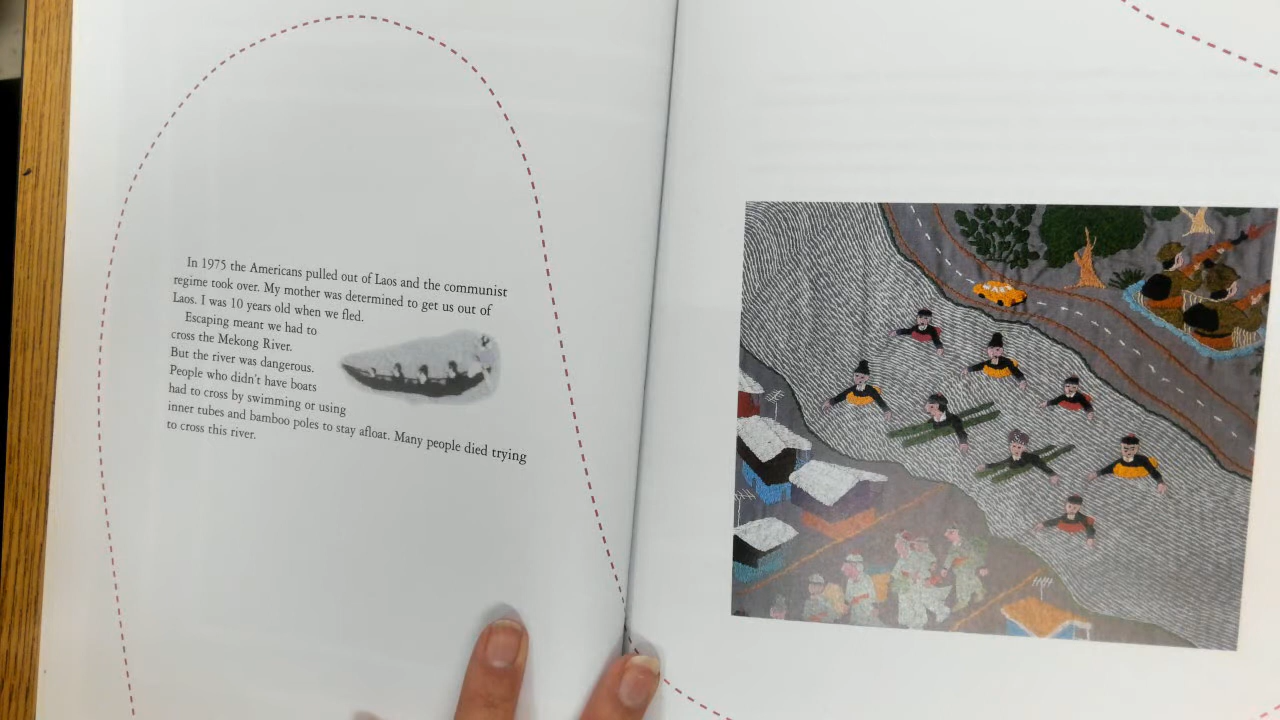 In 1975 the Americans pulled out of Laos and the communist
regime took over. My mother was determined to get us out of
Laos. I was 10 years old when we fled.
Escaping meant we had to
cross the Mekong River.
But the river was dangerous.
People who didn't have boats
had to cross by swimming or using
inner tubes and bamboo poles to stay afloat. Many people died trying
to cross this river.